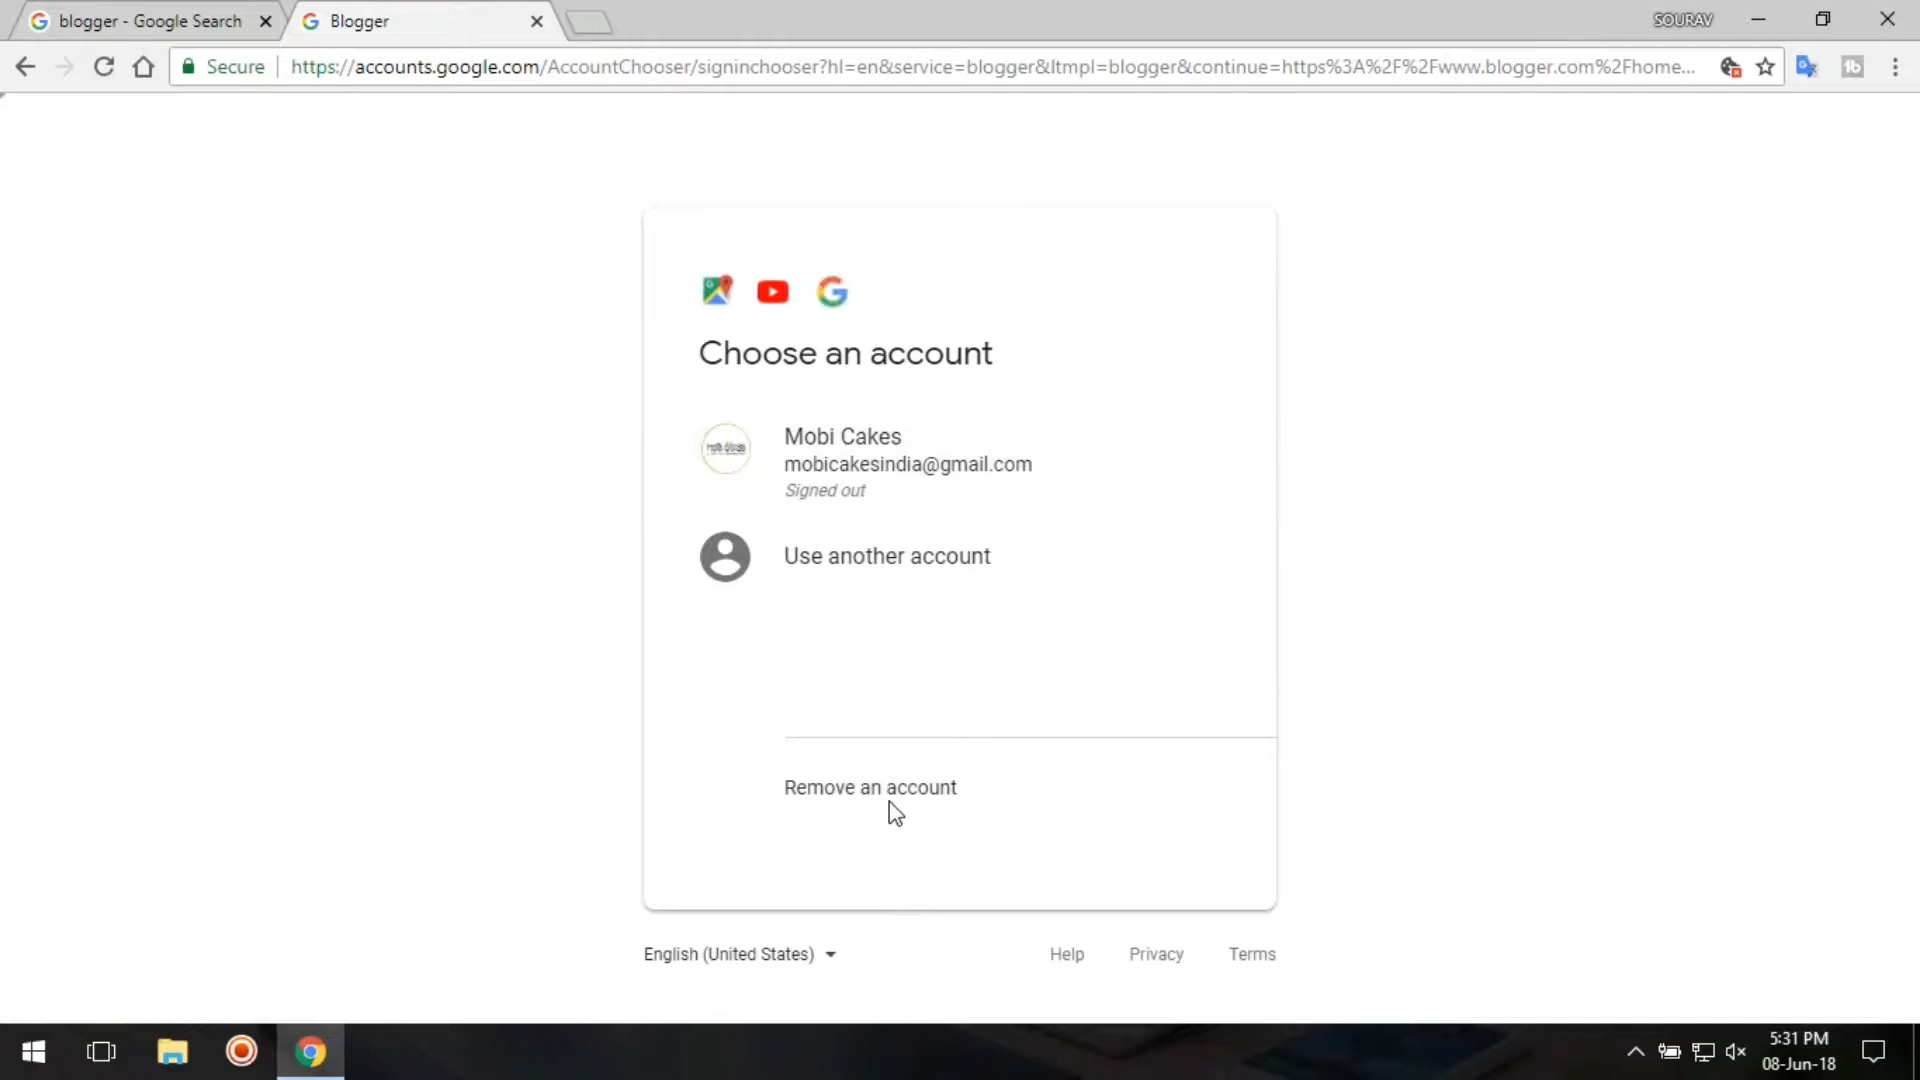 blogger - Google Search
Blogger
SOURAV
Secure
https://accounts.google.com/AccountChooser/signinchooser?hl=en&service=blogger&ltmpl=blogger&continue=https%3A%2F%2Fwww.blogger.com%2Fhome...
Choose an account
Mobi Cakes
mobicakesindia@gmail.com
Signed out
Use another account
Remove an account
English (United States)
Help
Privacy
Terms
5:31 PM
08-Jun-18